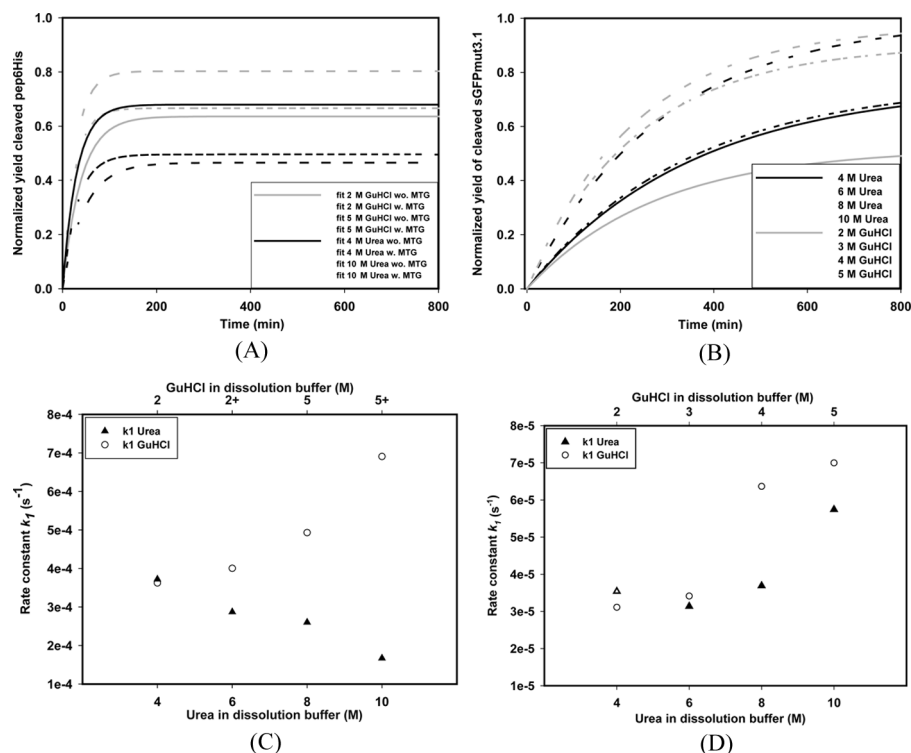 1.0
0.8
0.6
0.4
0.2
0.0
Normalized yield cleaved pep6His
fit 2 M GuHCl wo. MTG
fit 2 M GuHCl w. MTG
fit 5 M GuHCl wo. MTG
fit 5 M GuHCl w. MTG
fit 4 M Urea wo. MTG
fit 4 M Urea w. MTG
fit 10 M Urea wo. MTG
fit 10 M Urea w. MTG
0 200 400 600 800
Time (min)
(A)
1.0
0.8
0.6
0.4
0.2
0.0
Normalized yield of cleaved sGFPmut3.1
4 M Urea
6 M Urea
8 M Urea
10 M Urea
2 M GuHCl
3 M GuHCl
4 M GuHCl
5 M GuHCl
0 200 400 600 800
Time (min)
(B)
GuHCl in dissolution buffer (M)
2 2+ 5 5+
8e-4
7e-4
6e-4
5e-4
4e-4
3e-4
2e-4
1e-4
Rate constant k1 (s-1)
k1 Urea
k1 GuHCl
4 6 8 10
Urea in dissolution buffer (M)
(C)
GuHCl in dissolution buffer (M)
2 3 4 5
8e-5
7e-5
6e-5
5e-5
4e-5
3e-5
2e-5
1e-5
Rate constant k1 (s-1)
k1 Urea
k1 GuHCl
4 6 8 10
Urea in dissolution buffer (M)
(D)